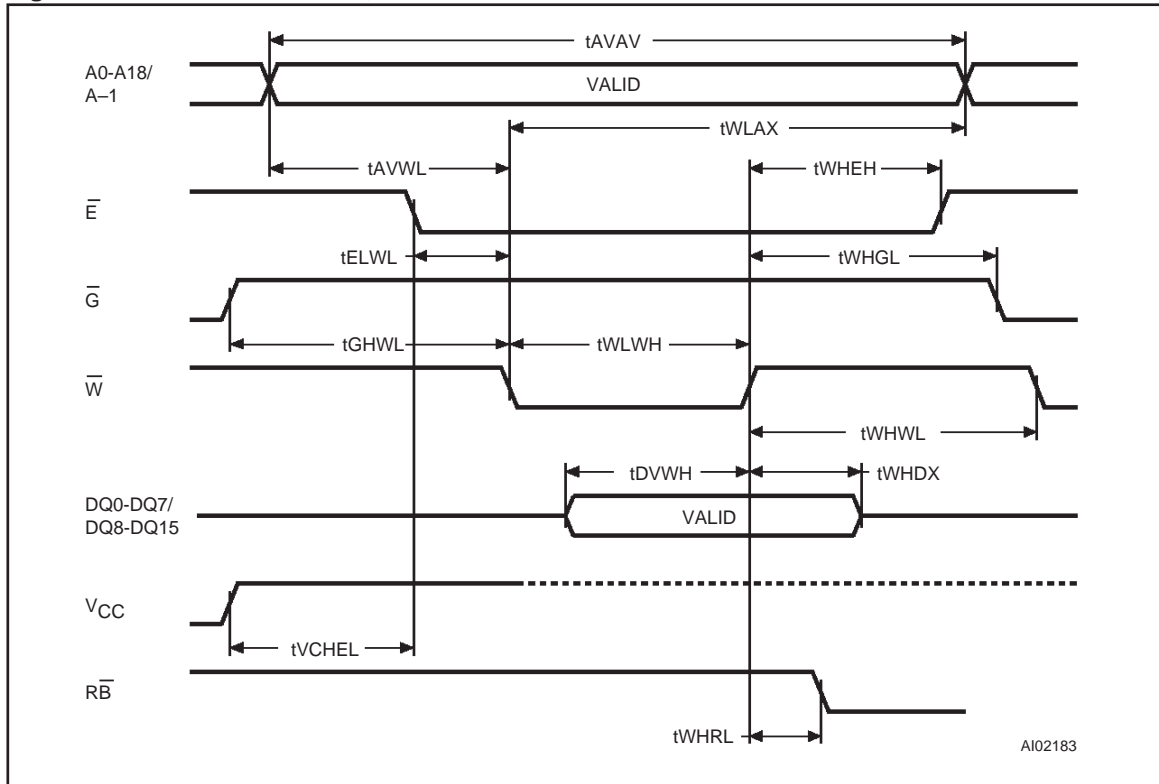 tAVAV
A0-A18/
A–1
VALID
tWLAX
tAVWL
tWHEH
E̅
tELWL
tWHGL
G̅
tGHWL
tWLWH
W̅
tWHWL
tDVWH
tWHDX
DQ0-DQ7/
DQ8-DQ15
VALID
VCC
tVCHEL
RB̅
tWHRL
AI02183